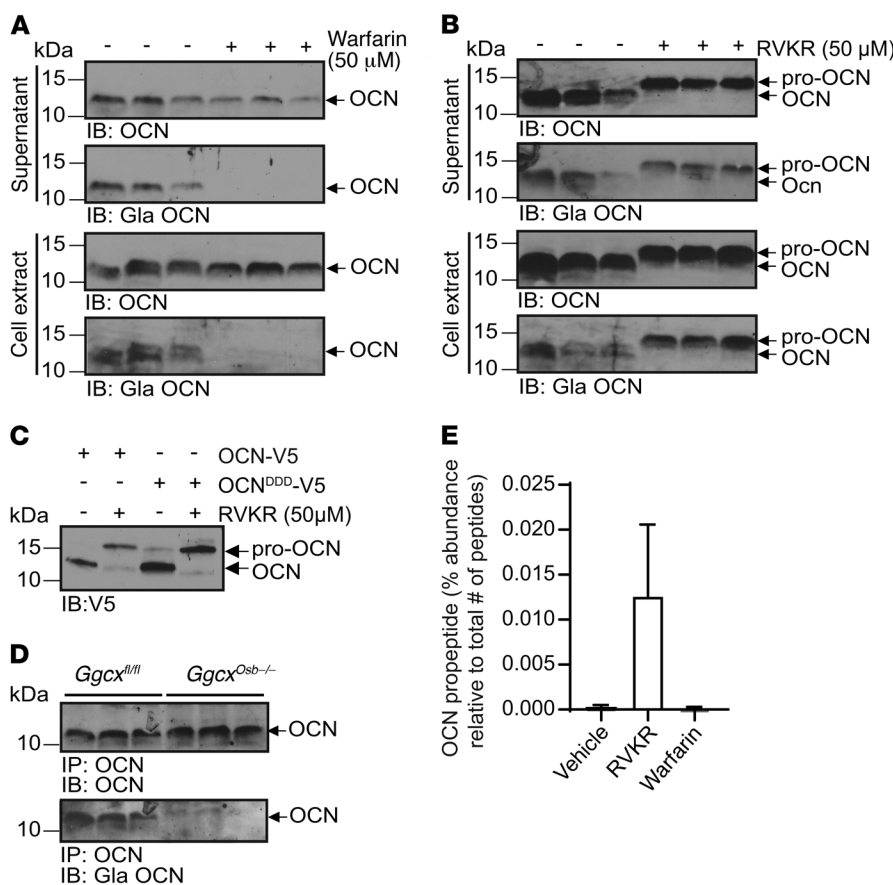 A
kDa - - - + + + Warfarin
(50 μM)
Supernatant
15
10
OCN
IB: OCN
15
10
OCN
IB: Gla OCN
Cell extract
15
10
OCN
IB: OCN
15
10
OCN
IB: Gla OCN
B
kDa - - - + + + RVKR (50 μM)
Supernatant
15
10
pro-OCN
OCN
IB: OCN
15
10
pro-OCN
Ocn
IB: Gla OCN
Cell extract
15
10
pro-OCN
OCN
IB: OCN
15
10
pro-OCN
OCN
IB: Gla OCN
C
+ + - - OCN-V5
- - + + OCNDDD-V5
kDa - + - + RVKR (50μM)
15
10
pro-OCN
OCN
IB:V5
D
Ggcxfl/fl GgcxOsb–/–
kDa
10
OCN
IP: OCN
IB: OCN
10
OCN
IP: OCN
IB: Gla OCN
E
OCN propeptide (% abundance
relative to total # of peptides)
0.025
0.020
0.015
0.010
0.005
0.000
Vehicle
RVKR
Warfarin